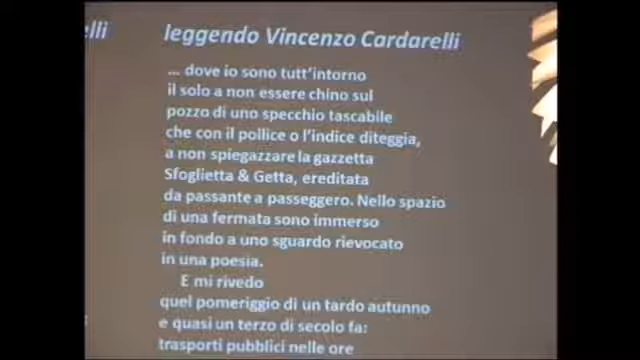 elli
leggendo Vincenzo Cardarelli
... dove io sono tutt'intorno
il solo a non essere chino sul
pozzo di uno specchio tascabile
che con il pollice o l'indice diteggia,
a non spiegazzare la gazzetta
Sfoglietta & Getta, ereditata
da passante a passeggero. Nello spazio
di una fermata sono immerso
in fondo a uno sguardo rievocato
in una poesia.
E mi rivedo
quel pomeriggio di un tardo autunno
e quasi un terzo di secolo fa:
trasporti pubblici nelle ore